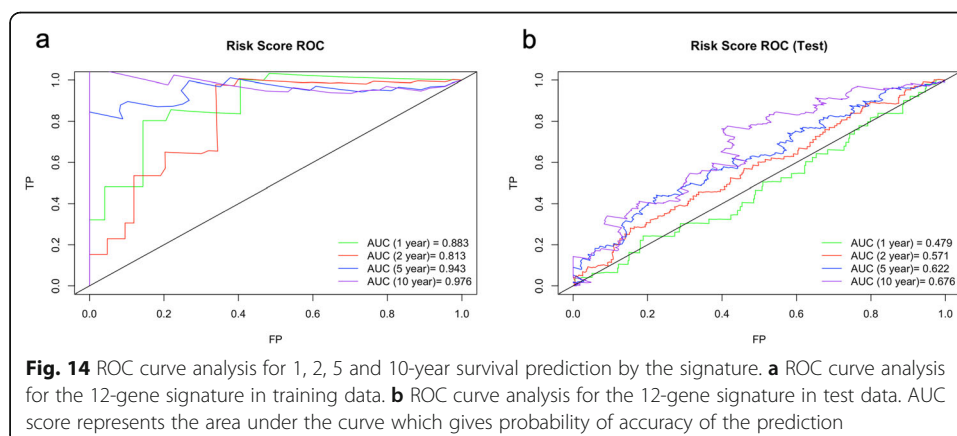 a
Risk Score ROC
TP
1.0
0.8
0.6
0.4
0.2
0.0
0.0 0.2 0.4 0.6 0.8 1.0
FP
AUC (1 year) = 0.883
AUC (2 year)= 0.813
AUC (5 year)= 0.943
AUC (10 year)= 0.976
b
Risk Score ROC (Test)
TP
1.0
0.8
0.6
0.4
0.2
0.0
0.0 0.2 0.4 0.6 0.8 1.0
FP
AUC (1 year) = 0.479
AUC (2 year)= 0.571
AUC (5 year)= 0.622
AUC (10 year)= 0.676
Fig. 14 ROC curve analysis for 1, 2, 5 and 10-year survival prediction by the signature. a ROC curve analysis
for the 12-gene signature in training data. b ROC curve analysis for the 12-gene signature in test data. AUC
score represents the area under the curve which gives probability of accuracy of the prediction